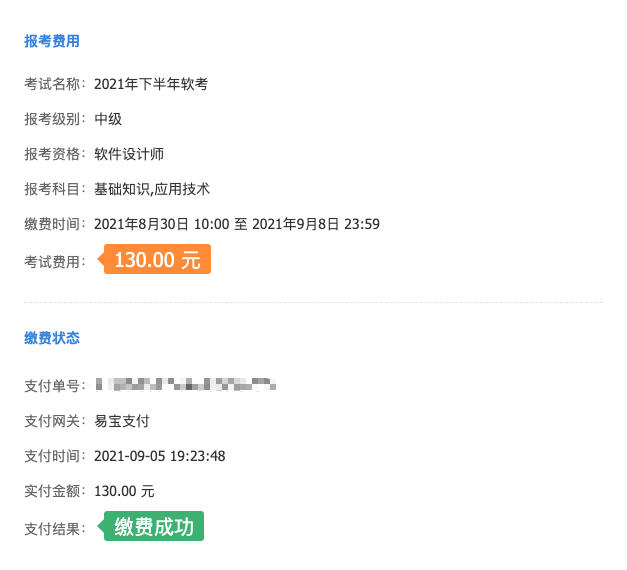 报考费用
考试名称：2021年下半年软考
报考级别：中级
报考资格：软件设计师
报考科目：基础知识,应用技术
缴费时间：2021年8月30日 10:00 至 2021年9月8日 23:59
考试费用：130.00 元
缴费状态
支付单号：
支付网关：易宝支付
支付时间：2021-09-05 19:23:48
实付金额：130.00 元
支付结果：缴费成功